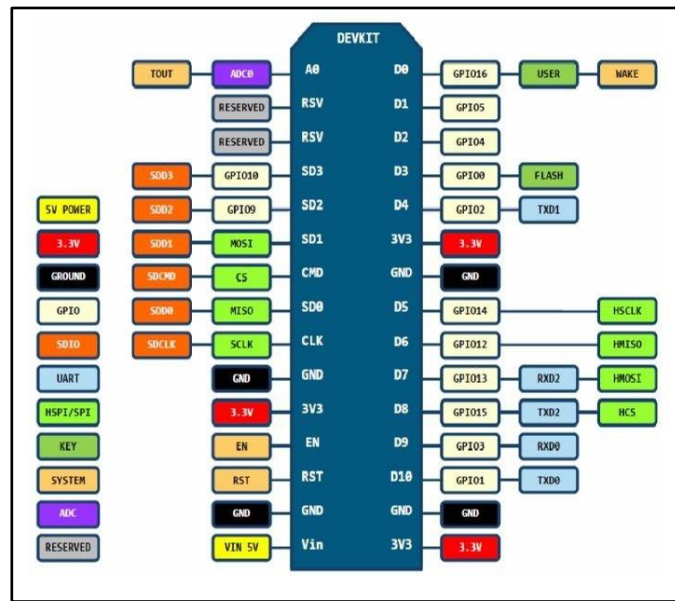 DEVKIT
TOUT ADC0 A0 D0 GPIO16 USER WAKE
RESERVED RSV D1 GPIO5
RESERVED RSV D2 GPIO4
SDD3 GPIO10 SD3 D3 GPIO0 FLASH
5V POWER SDD2 GPIO9 SD2 D4 GPIO2 TXD1
3.3V SDD1 MOSI SD1 3V3 3.3V
GROUND SDCMD CS CMD GND GND
GPIO SDD0 MISO SD0 D5 GPIO14 HSCLK
SDIO SDCLK SCLK CLK D6 GPIO12 HMISO
UART GND GND D7 GPIO13 RXD2 HMOSI
HSPI/SPI 3.3V 3V3 D8 GPIO15 TXD2 HCS
KEY EN EN D9 GPIO3 RXD0
SYSTEM RST RST D10 GPIO1 TXD0
ADC GND GND GND GND
RESERVED VIN 5V Vin 3V3 3.3V